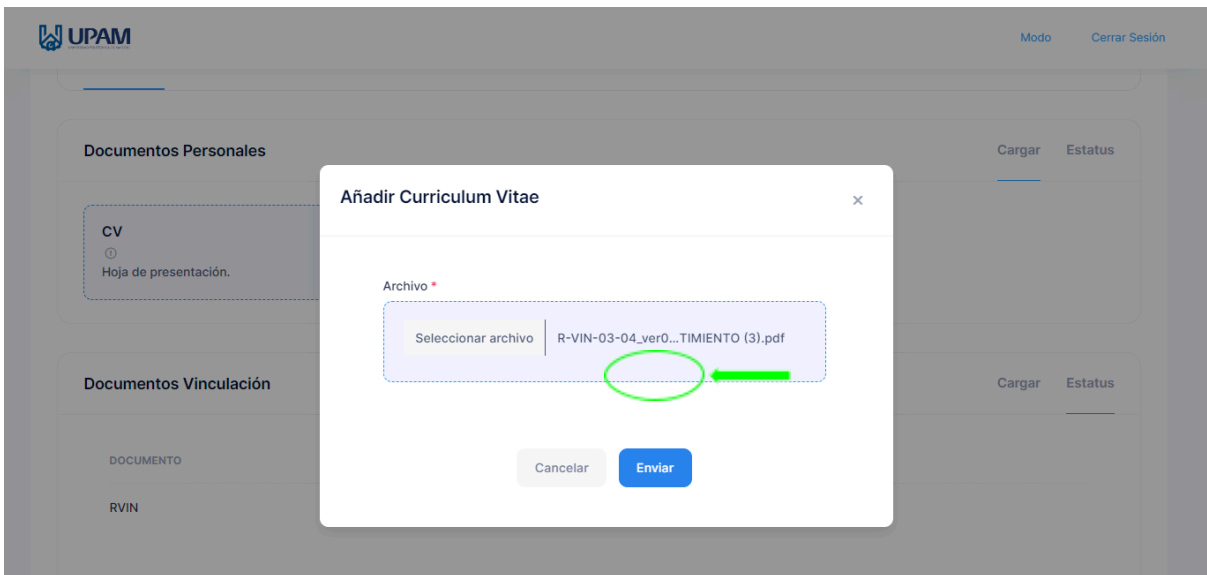 UPAM
Modo
Cerrar Sesión
Documentos Personales
Cargar
Estatus
CV
Hoja de presentación.
Añadir Curriculum Vitae
×
Archivo *
Seleccionar archivo
R-VIN-03-04_ver0...TIMIENTO (3).pdf
Documentos Vinculación
Cargar
Estatus
DOCUMENTO
RVIN
Cancelar
Enviar